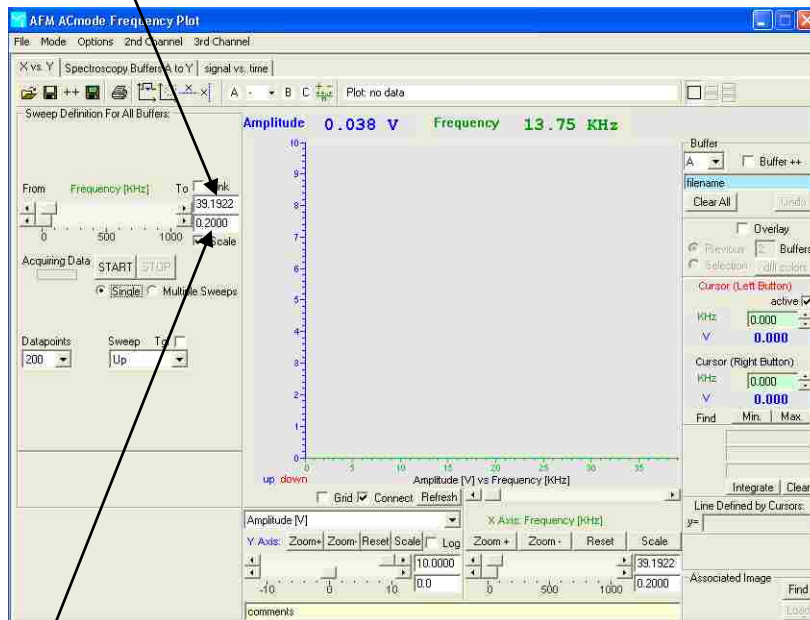 AFM ACmode Frequency Plot
File Mode Options 2nd Channel 3rd Channel
X vs. Y Spectroscopy Buffers A to Y signal vs. time
++ A - B C Plot: no data
Sweep Definition For All Buffers:
Amplitude 0.038 V Frequency 13.75 KHz
From Frequency [KHz] To
39.1922
0.2000
0 500 1000 Scale
Acquiring Data START STOP
Single Multiple Sweeps
Datapoints Sweep
200 Up
10
9
8
7
6
5
4
3
2
1
0
0 5 10 15 20 25 30 35
up down Amplitude [V] vs Frequency [KHz]
Grid Connect Refresh
Amplitude [V]
Y Axis: Zoom+ Zoom- Reset Scale Log
10.0000
0.0
-10 0 10
X Axis: Frequency [KHz]
Zoom + Zoom - Reset Scale
39.1922
0.2000
0 500 1000
comments
Buffer
A Buffer ++
filename
Clear All Undo
Overlay
Previous 2 Buffers
Selection diff colors
Cursor (Left Button)
active
KHz 0.000
V 0.000
Cursor (Right Button)
KHz 0.000
V 0.000
Find Min. Max.
Integrate Clear
Line Defined by Cursors:
y=
Associated Image
Find
Load